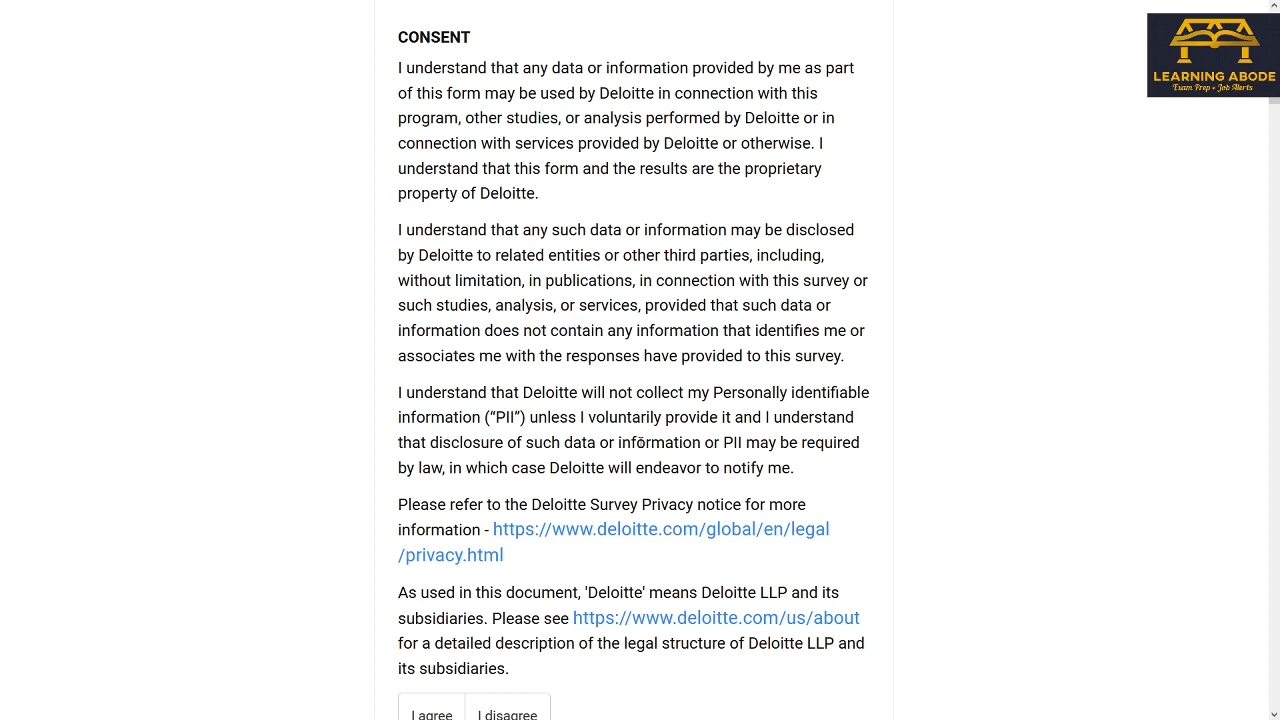 CONSENT
I understand that any data or information provided by me as part
of this form may be used by Deloitte in connection with this
program, other studies, or analysis performed by Deloitte or in
connection with services provided by Deloitte or otherwise. I
understand that this form and the results are the proprietary
property of Deloitte.
I understand that any such data or information may be disclosed
by Deloitte to related entities or other third parties, including,
without limitation, in publications, in connection with this survey or
such studies, analysis, or services, provided that such data or
information does not contain any information that identifies me or
associates me with the responses have provided to this survey.
I understand that Deloitte will not collect my Personally identifiable
information (“PII”) unless I voluntarily provide it and I understand
that disclosure of such data or information or PII may be required
by law, in which case Deloitte will endeavor to notify me.
Please refer to the Deloitte Survey Privacy notice for more
information - https://www.deloitte.com/global/en/legal
/privacy.html
As used in this document, 'Deloitte' means Deloitte LLP and its
subsidiaries. Please see https://www.deloitte.com/us/about
for a detailed description of the legal structure of Deloitte LLP and
its subsidiaries.
I agree I disagree
LEARNING ABODE
Exam Prep + Job Alerts